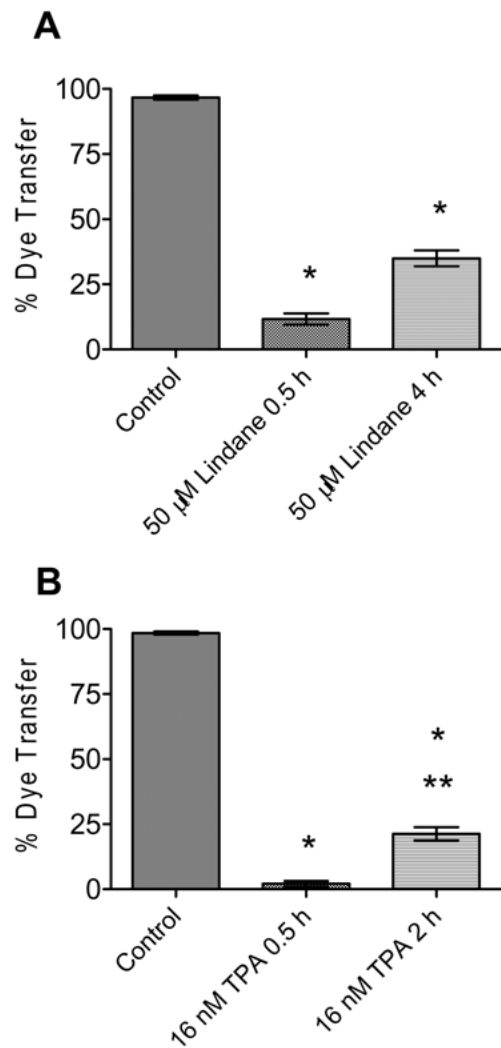 A
% Dye Transfer
100
75
50
25
0
*
*
Control
50 µM Lindane 0.5 h
50 µM Lindane 4 h
B
% Dye Transfer
100
75
50
25
0
*
*
**
Control
16 nM TPA 0.5 h
16 nM TPA 2 h